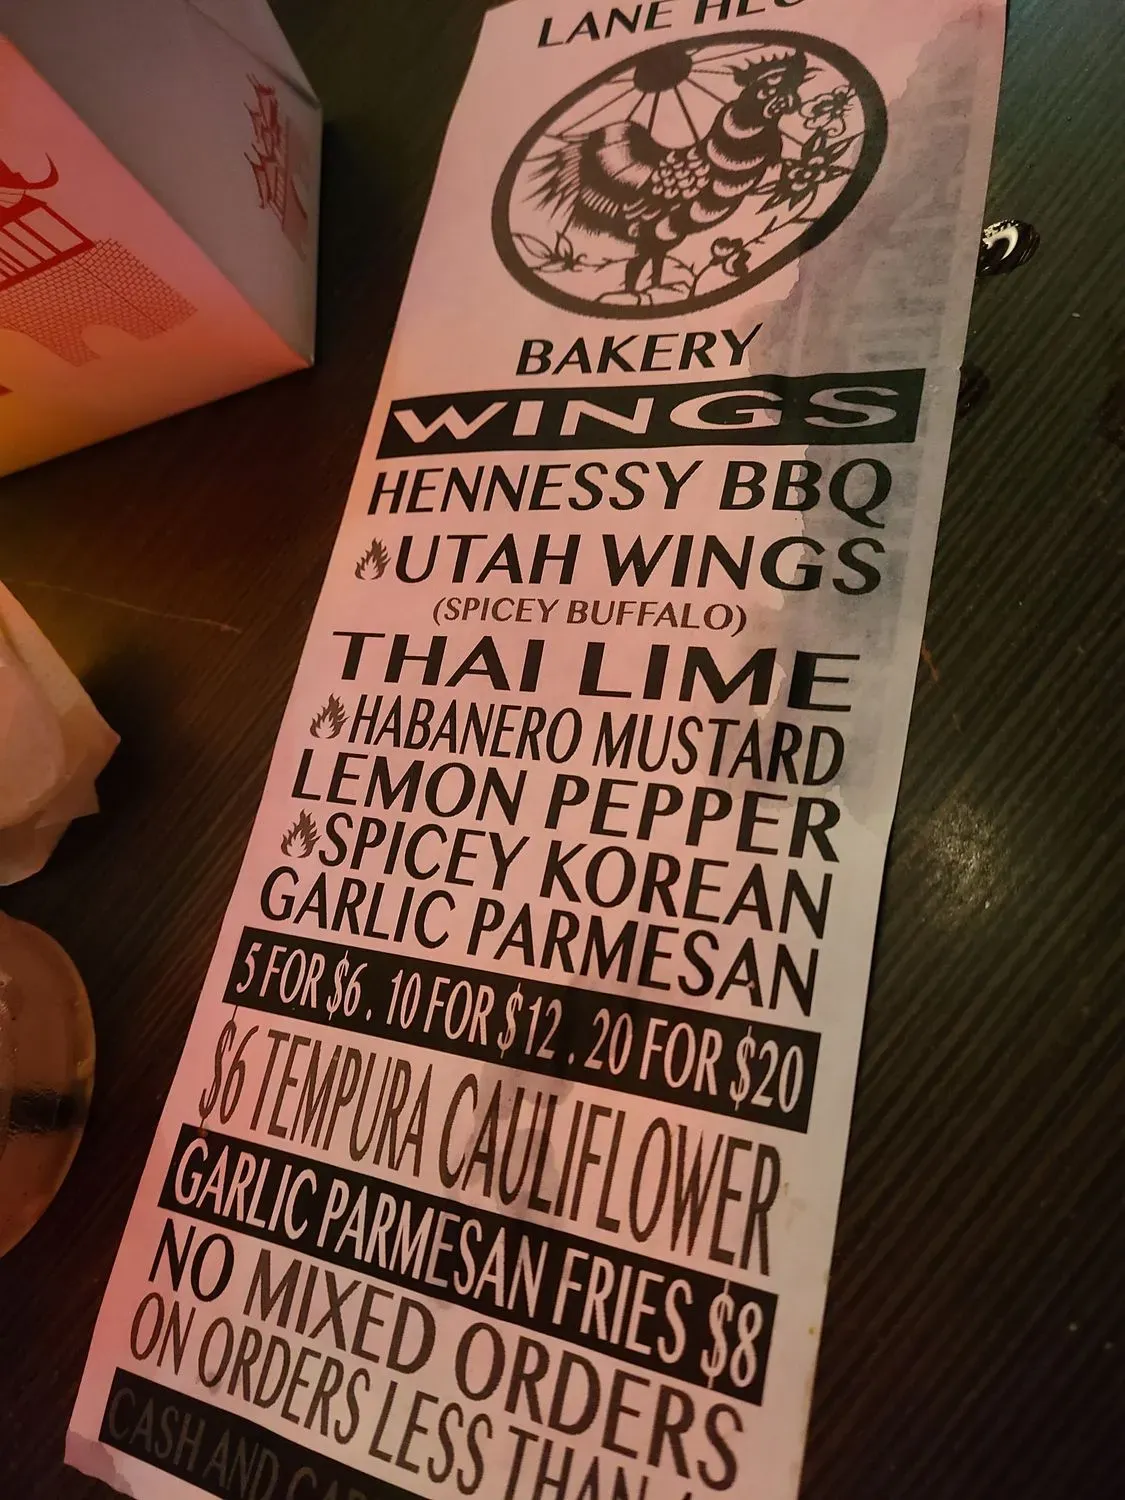 LANE
BAKERY
WINGS
HENNESSY BBQ
UTAH WINGS
(SPICEY BUFFALO)
THAI LIME
HABANERO MUSTARD
LEMON PEPPER
SPICEY KOREAN
GARLIC PARMESAN
5 FOR $6 . 10 FOR $12 . 20 FOR $20
$6 TEMPURA CAULIFLOWER
GARLIC PARMESAN FRIES $8
NO MIXED ORDERS
ON ORDERS LESS THAN
CASH AND